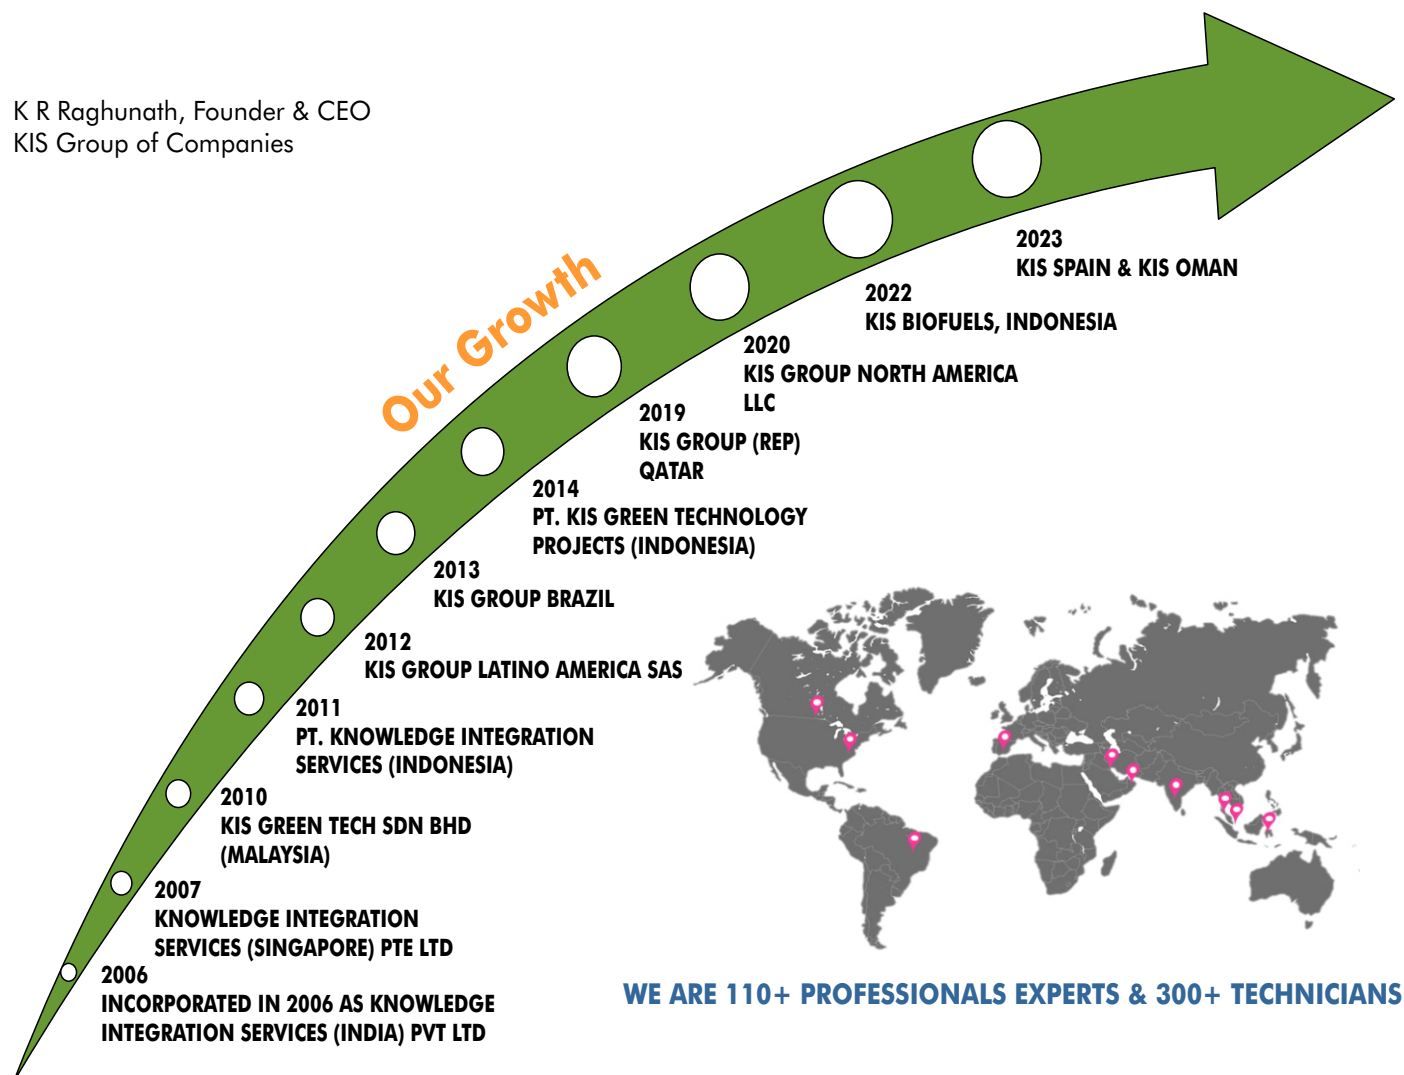 K R Raghunath, Founder & CEO
KIS Group of Companies
Our Growth
2023
KIS SPAIN & KIS OMAN
2022
KIS BIOFUELS, INDONESIA
2020
KIS GROUP NORTH AMERICA
LLC
2019
KIS GROUP (REP)
QATAR
2014
PT. KIS GREEN TECHNOLOGY
PROJECTS (INDONESIA)
2013
KIS GROUP BRAZIL
2012
KIS GROUP LATINO AMERICA SAS
2011
PT. KNOWLEDGE INTEGRATION
SERVICES (INDONESIA)
2010
KIS GREEN TECH SDN BHD
(MALAYSIA)
2007
KNOWLEDGE INTEGRATION
SERVICES (SINGAPORE) PTE LTD
2006
INCORPORATED IN 2006 AS KNOWLEDGE
INTEGRATION SERVICES (INDIA) PVT LTD
WE ARE 110+ PROFESSIONALS EXPERTS & 300+ TECHNICIANS